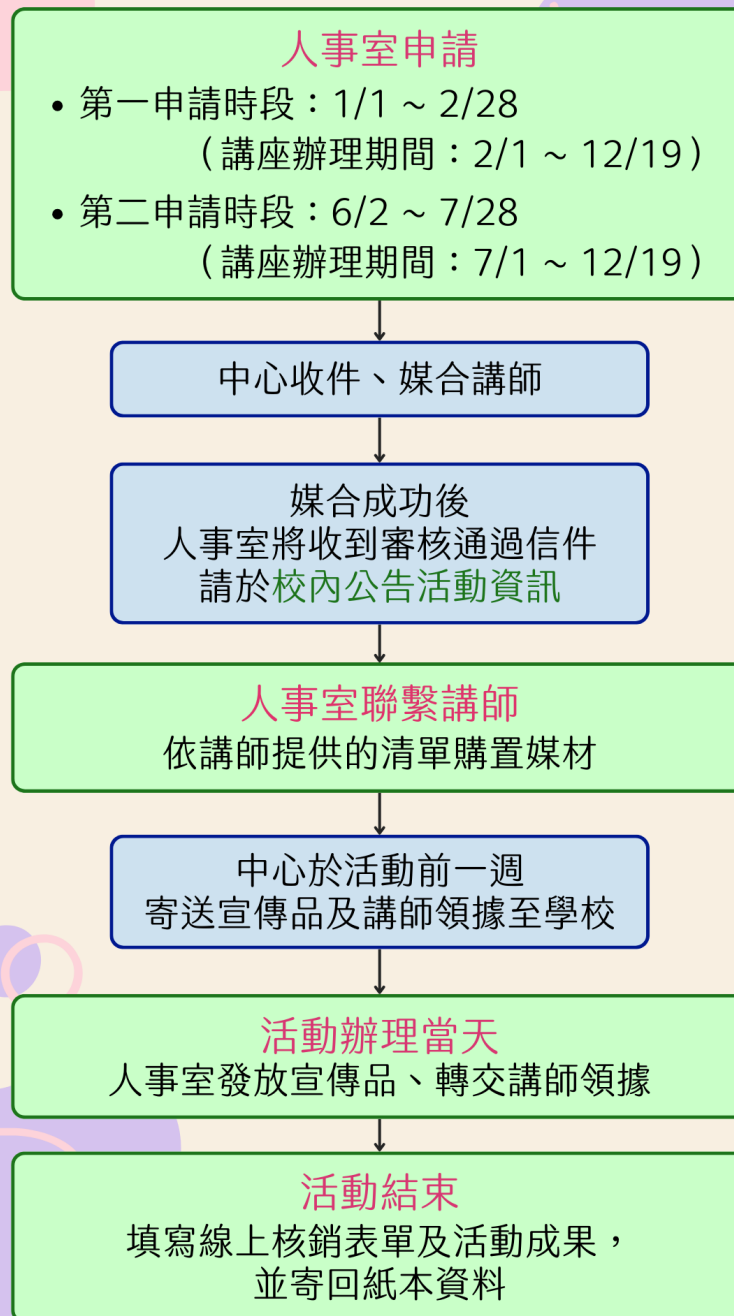 人事室申請
• 第一申請時段：1/1 ~ 2/28
（講座辦理期間：2/1 ~ 12/19）
• 第二申請時段：6/2 ~ 7/28
（講座辦理期間：7/1 ~ 12/19）
中心收件、媒合講師
媒合成功後
人事室將收到審核通過信件
請於校內公告活動資訊
人事室聯繫講師
依講師提供的清單購置媒材
中心於活動前一週
寄送宣傳品及講師領據至學校
活動辦理當天
人事室發放宣傳品、轉交講師領據
活動結束
填寫線上核銷表單及活動成果，
並寄回紙本資料